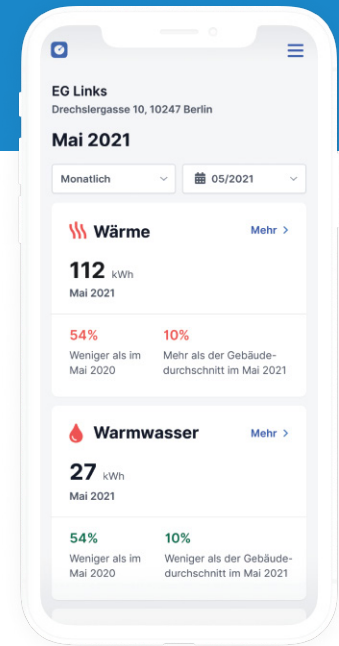 EG Links
Drechslergasse 10, 10247 Berlin
Mai 2021
Monatlich
05/2021
Wärme
Mehr >
112 kWh
Mai 2021
54%
Weniger als im
Mai 2020
10%
Mehr als der Gebäude-
durchschnitt im Mai 2021
Warmwasser
Mehr >
27 kWh
Mai 2021
54%
Weniger als im
Mai 2020
10%
Weniger als der Gebäude-
durchschnitt im Mai 2021